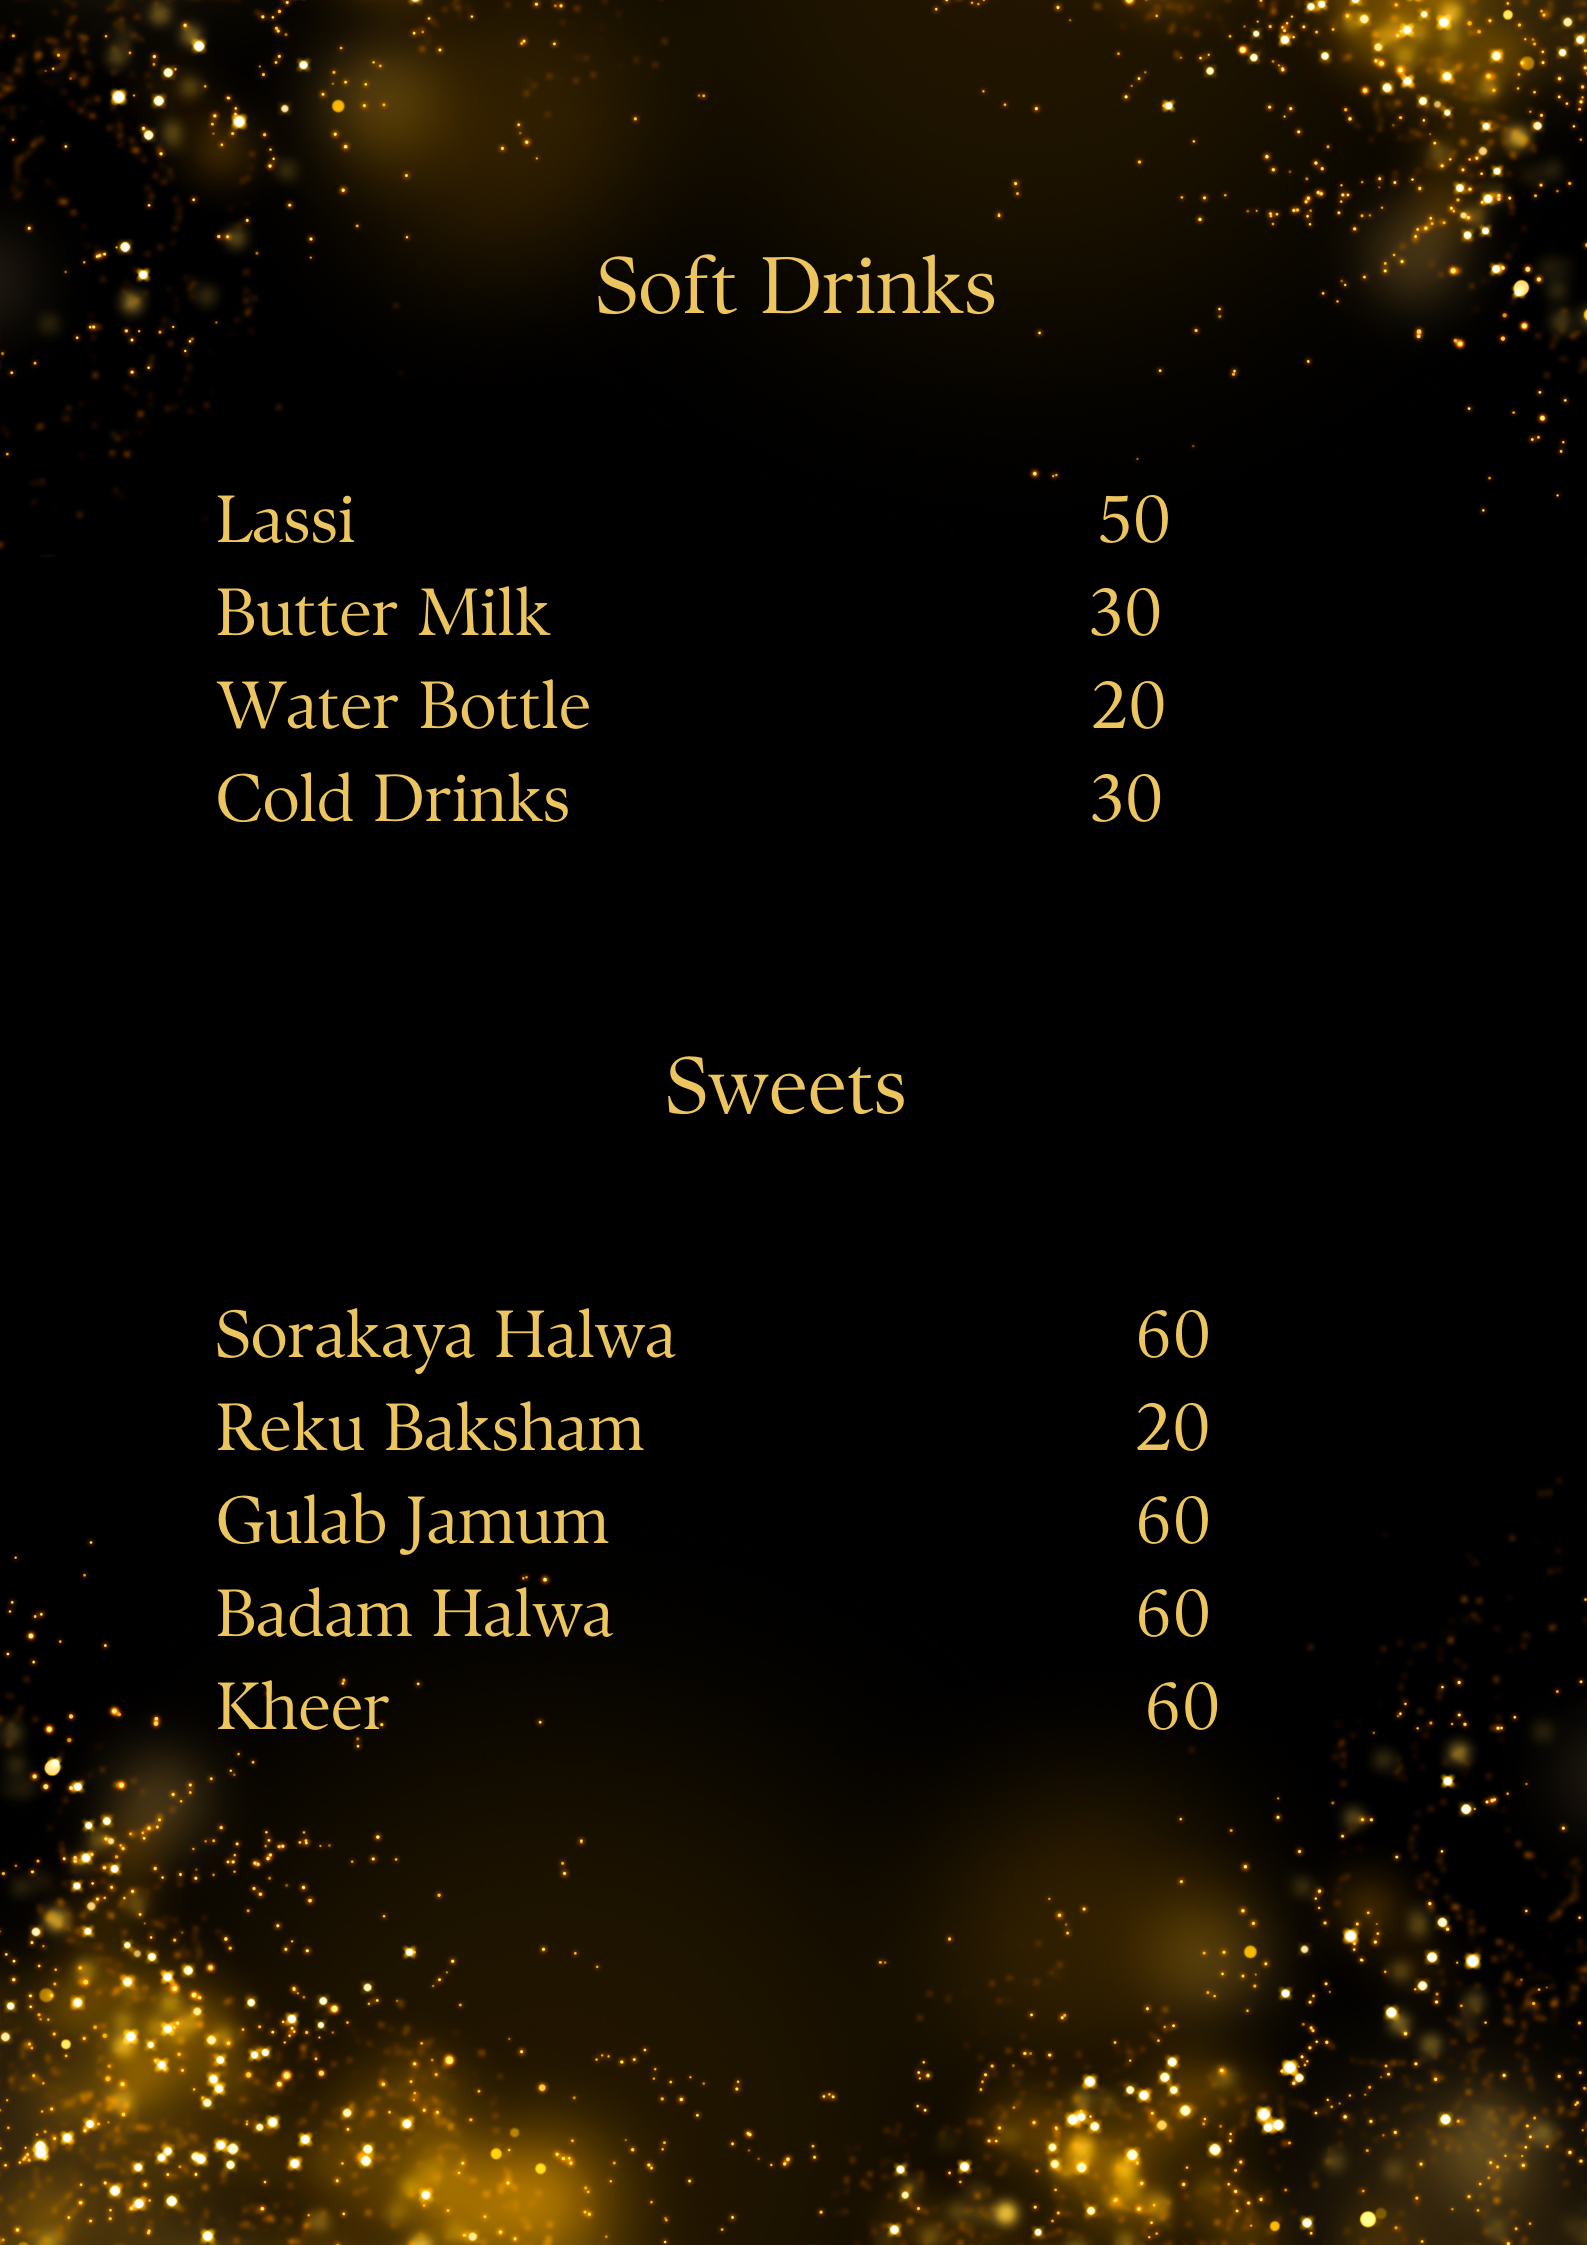 Soft Drinks
Lassi 50
Butter Milk 30
Water Bottle 20
Cold Drinks 30
Sweets
Sorakaya Halwa 60
Reku Baksham 20
Gulab Jamum 60
Badam Halwa 60
Kheer 60